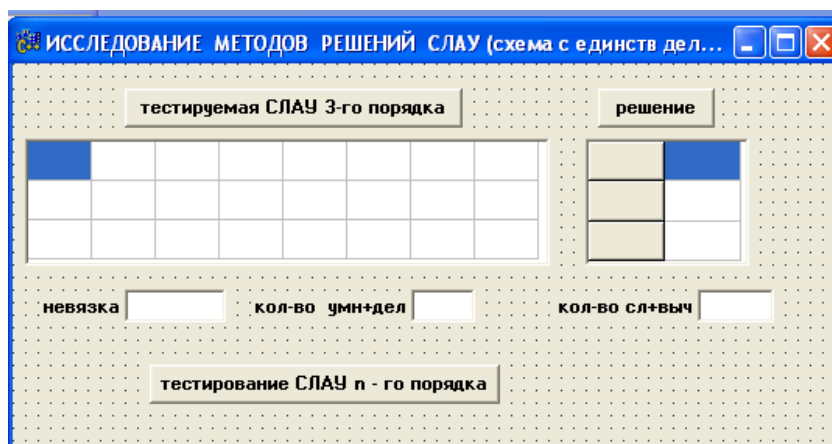 ИССЛЕДОВАНИЕ МЕТОДОВ РЕШЕНИЙ СЛАУ (схема с единств дел...
тестируемая СЛАУ 3-го порядка решение
невязка кол-во умн+дел кол-во сл+выч
тестирование СЛАУ n - го порядка